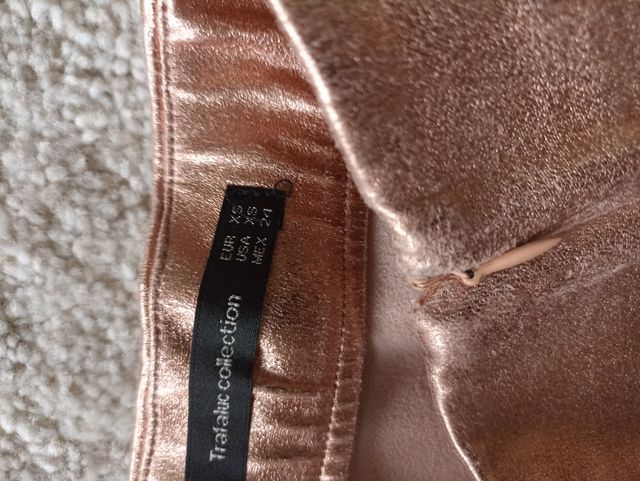 Trafaluc collection
EUR XS
USA XS
MEX 24